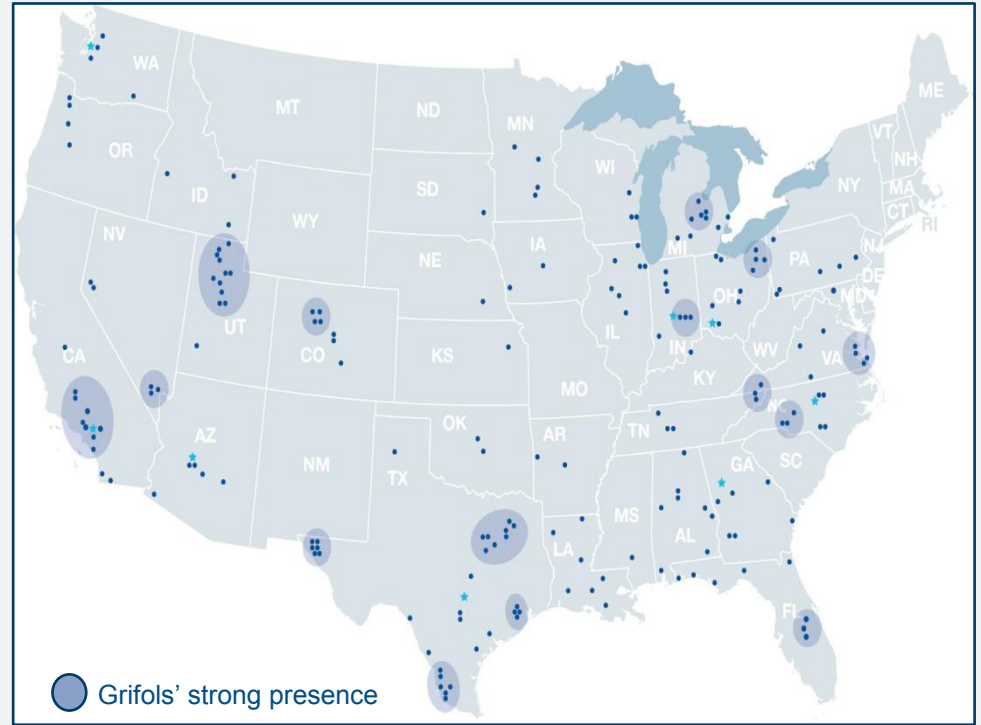 ME
WA
VT
MT
ND
MN
NH
OR
WI
NY
MA
ID
SD
CT
WY
RI
NV
MI
IA
NE
PA
NJ
DE
OH
MD
UT
IL
CA
CO
IN
WV
VA
KS
KY
MO
NC
OK
TN
AZ
AR
NM
GA
SC
TX
MS
AL
LA
FL
Grifols' strong presence